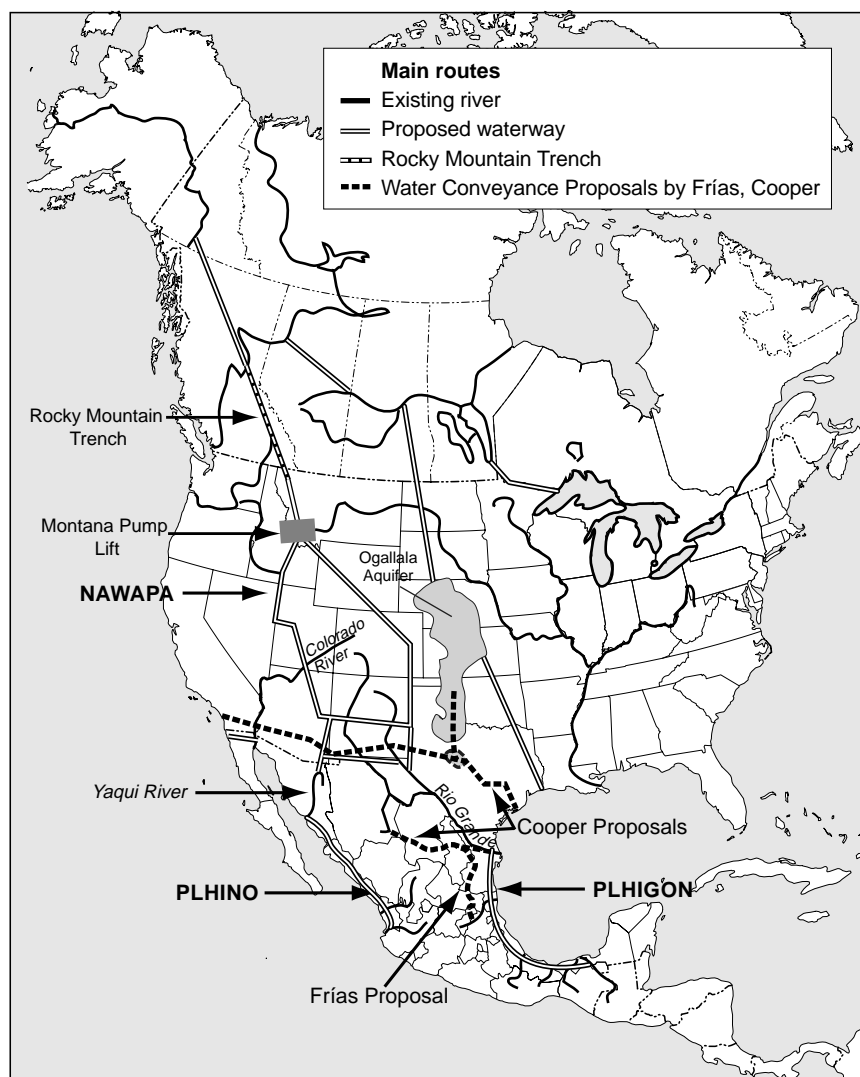 Main routes
Existing river
Proposed waterway
Rocky Mountain Trench
Water Conveyance Proposals by Frías, Cooper
Rocky Mountain
Trench
Montana Pump
Lift
Ogallala
Aquifer
NAWAPA
Colorado
River
Yaqui River
Rio Grande
Cooper Proposals
PLHINO
PLHIGON
Frías Proposal